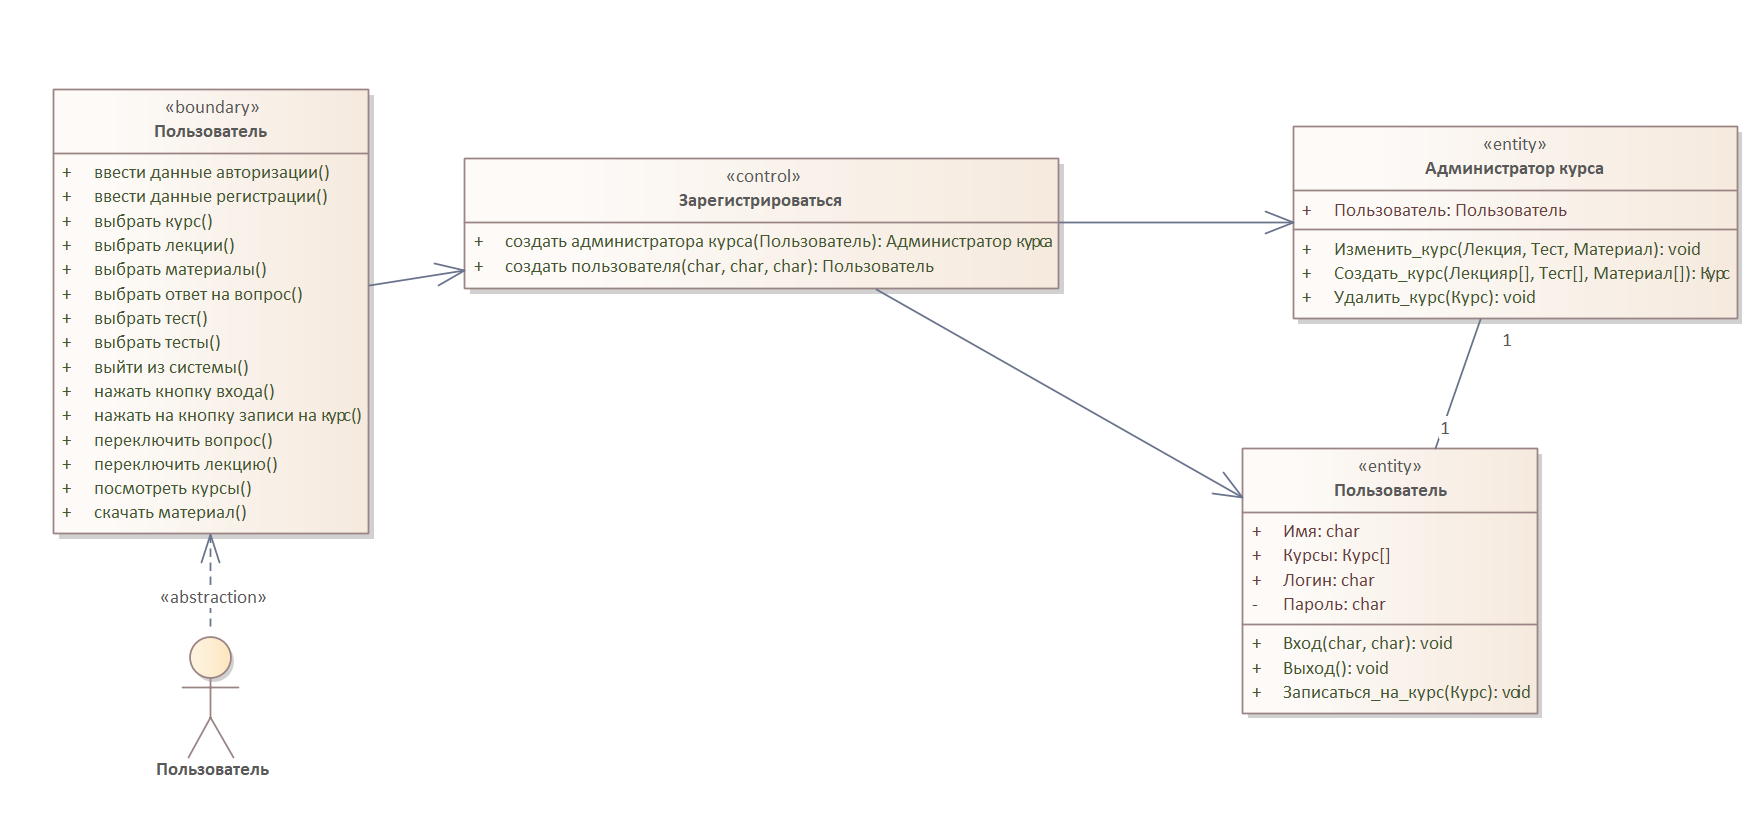 «boundary»
Пользователь
+ ввести данные авторизации()
+ ввести данные регистрации()
+ выбрать курс()
+ выбрать лекции()
+ выбрать материалы()
+ выбрать ответ на вопрос()
+ выбрать тест()
+ выбрать тесты()
+ выйти из системы()
+ нажать кнопку входа()
+ нажать на кнопку записи на курс()
+ переключить вопрос()
+ переключить лекцию()
+ посмотреть курсы()
+ скачать материал()
«abstraction»
Пользователь
«control»
Зарегистрироваться
+ создать администратора курса(Пользователь): Администратор курса
+ создать пользователя(char, char, char): Пользователь
«entity»
Администратор курса
+ Пользователь: Пользователь
+ Изменить_курс(Лекция, Тест, Материал): void
+ Создать_курс(Лекцияр[], Тест[], Материал[]): Курс
+ Удалить_курс(Курс): void
1
1
«entity»
Пользователь
+ Имя: char
+ Курсы: Курс[]
+ Логин: char
- Пароль: char
+ Вход(char, char): void
+ Выход(): void
+ Записаться_на_курс(Курс): void